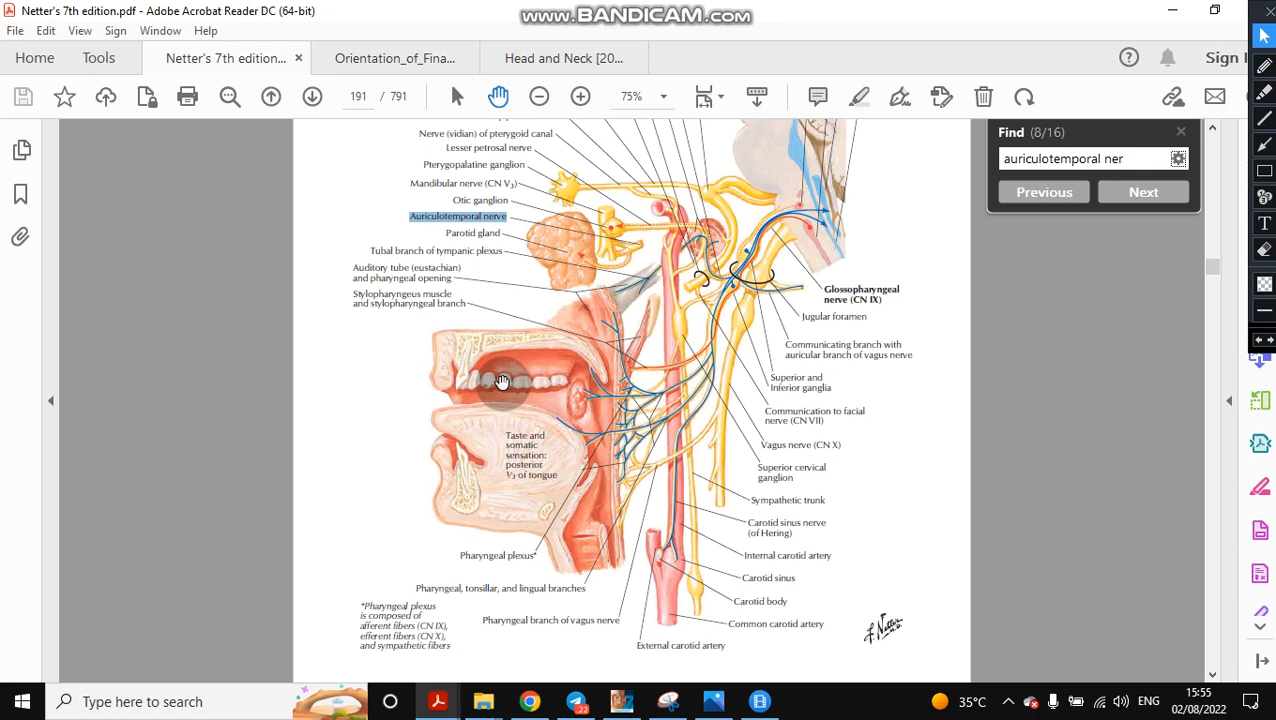 Netter's 7th edition.pdf - Adobe Acrobat Reader DC (64-bit)
www.BANDICAM.com
File Edit View Sign Window Help
Home Tools Netter's 7th edition... × Orientation_of_Fina... Head and Neck [20... Sign I
191 / 791 75%
Find (8/16)
auriculotemporal ner
Previous Next
Nerve (vidian) of pterygoid canal
Lesser petrosal nerve
Pterygopalatine ganglion
Mandibular nerve (CN V3)
Otic ganglion
Auriculotemporal nerve
Parotid gland
Tubal branch of tympanic plexus
Auditory tube (eustachian)
and pharyngeal opening
Stylopharyngeus muscle
and stylopharyngeal branch
Glossopharyngeal
nerve (CN IX)
Jugular foramen
Communicating branch with
auricular branch of vagus nerve
Superior and
Inferior ganglia
Communication to facial
nerve (CN VII)
Vagus nerve (CN X)
Superior cervical
ganglion
Sympathetic trunk
Carotid sinus nerve
(of Hering)
Internal carotid artery
Carotid sinus
Carotid body
Common carotid artery
External carotid artery
Taste and
somatic
sensation:
posterior
1/3 of tongue
Pharyngeal plexus*
Pharyngeal, tonsillar, and lingual branches
Pharyngeal branch of vagus nerve
*Pharyngeal plexus
is composed of
afferent fibers (CN IX),
efferent fibers (CN X),
and sympathetic fibers
F. Netter M.D.
Type here to search
22
35°C
ENG
15:55
02/08/2022